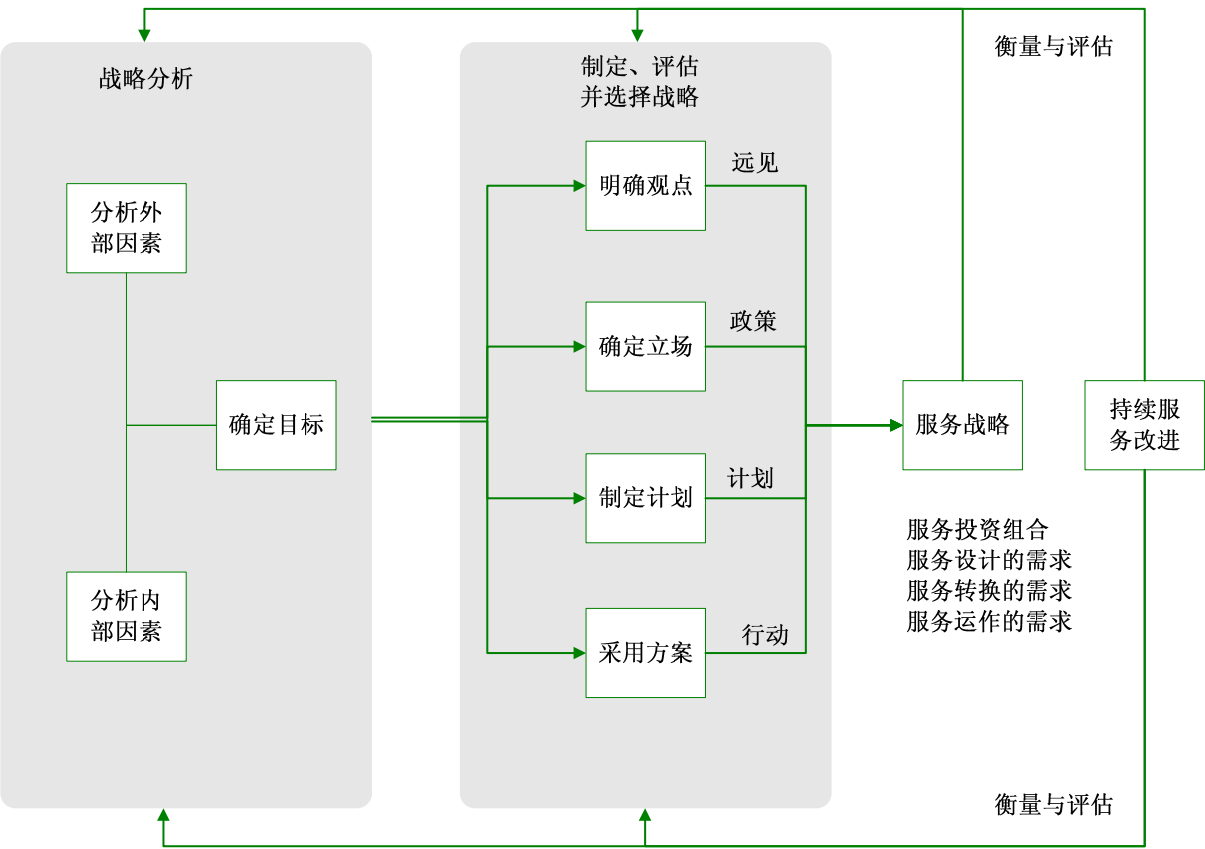 衡量与评估
战略分析
制定、评估
并选择战略
分析外
部因素
确定目标
分析内
部因素
明确观点
远见
确定立场
政策
制定计划
计划
采用方案
行动
服务战略
持续服
务改进
服务投资组合
服务设计的需求
服务转换的需求
服务运作的需求
衡量与评估